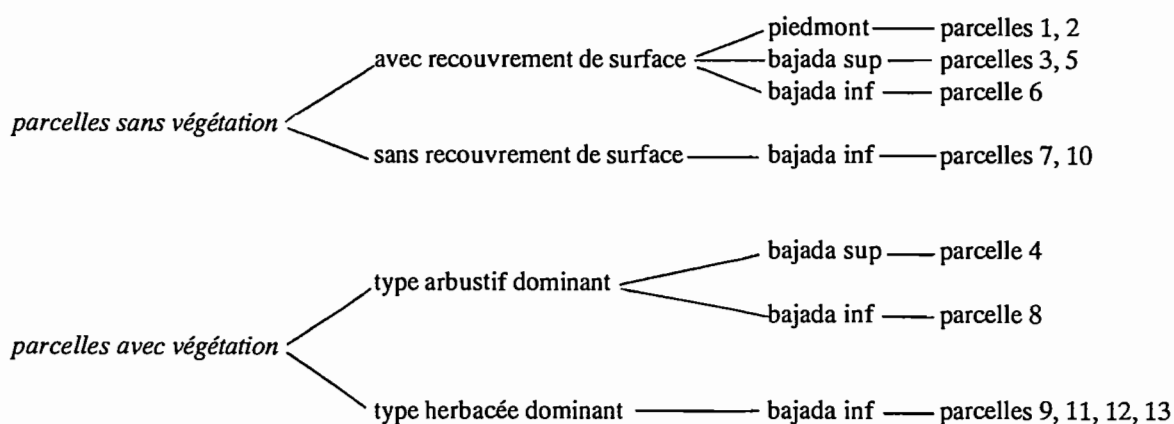 piedmont parcelles 1, 2
avec recouvrement de surface bajada sup parcelles 3, 5
bajada inf parcelle 6
parcelles sans végétation
sans recouvrement de surface bajada inf parcelles 7, 10
bajada sup parcelle 4
type arbustif dominant
bajada inf parcelle 8
parcelles avec végétation
type herbacée dominant bajada inf parcelles 9, 11, 12, 13